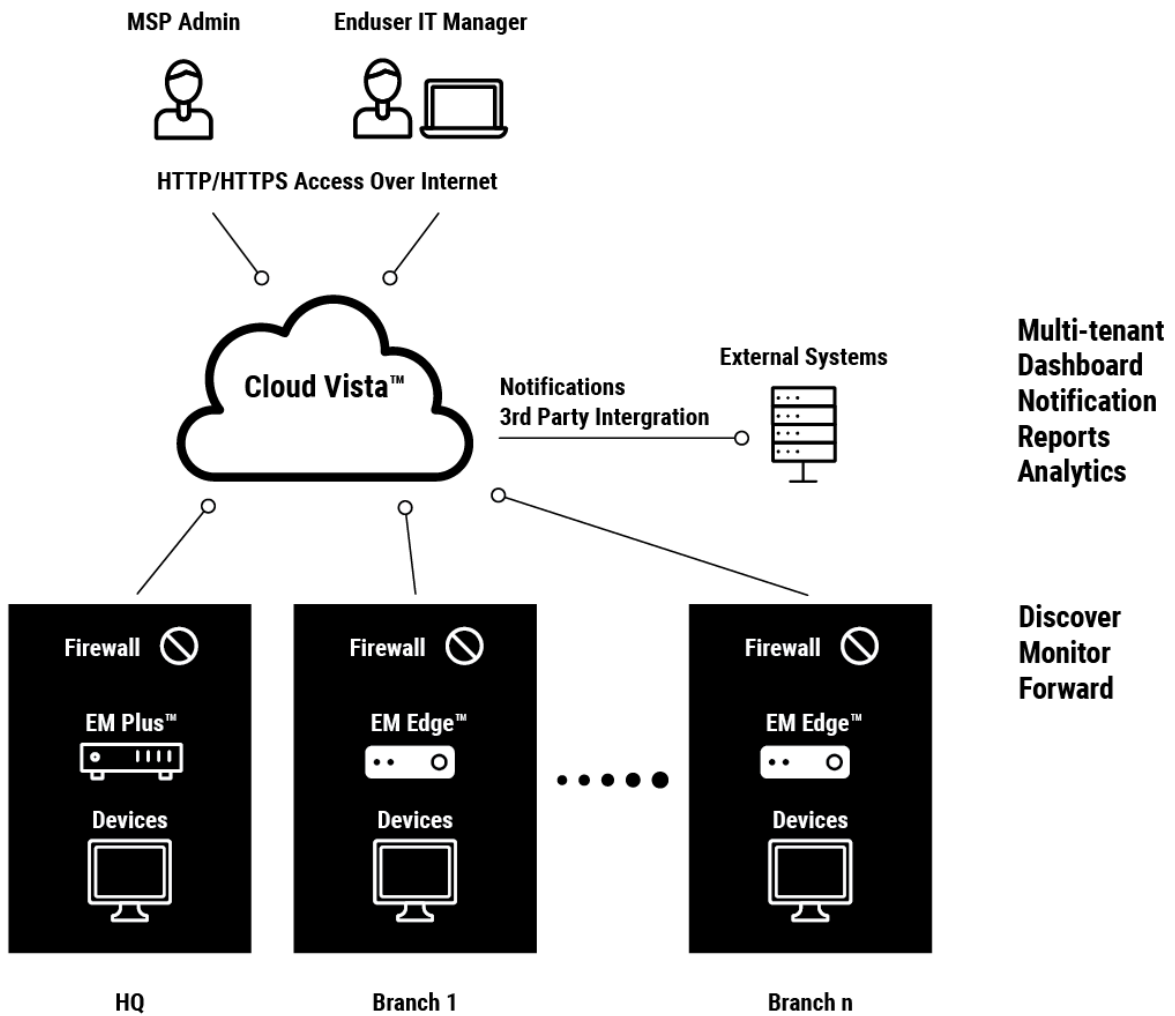 MSP Admin
Enduser IT Manager
HTTP/HTTPS Access Over Internet
Cloud Vista™
Notifications
3rd Party Intergration
External Systems
Multi-tenant
Dashboard
Notification
Reports
Analytics
Firewall
EM Plus™
Devices
HQ
Firewall
EM Edge™
Devices
Branch 1
Firewall
EM Edge™
Devices
Branch n
Discover
Monitor
Forward